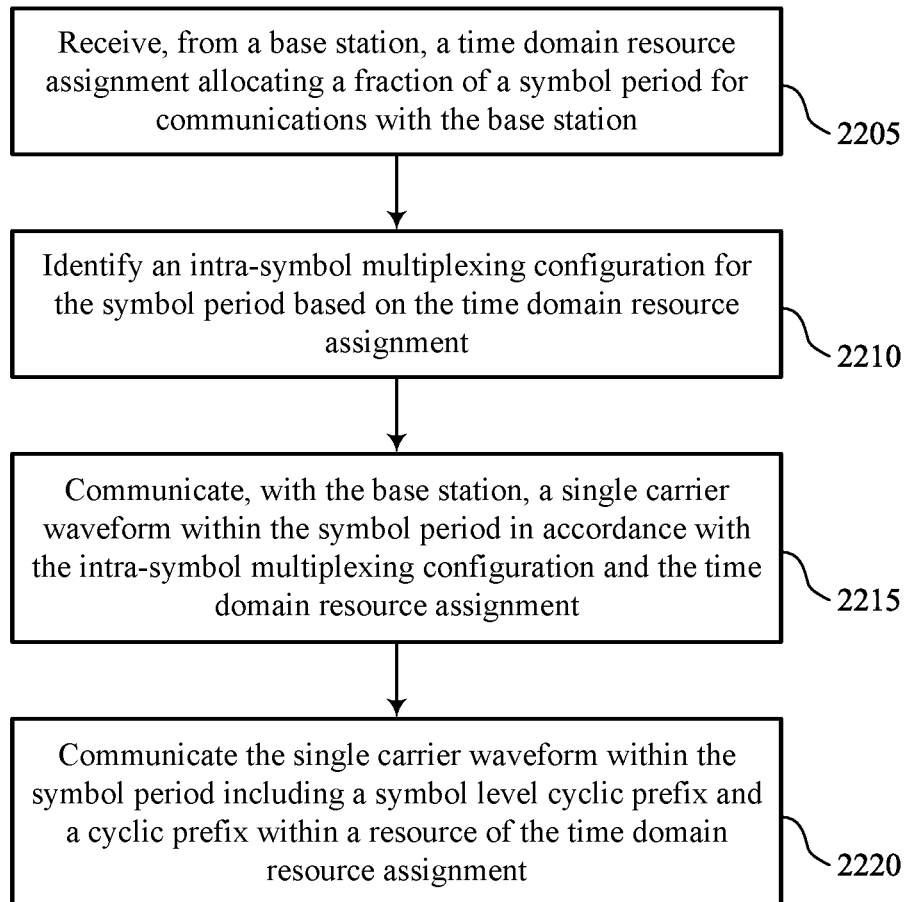 Receive, from a base station, a time domain resource
assignment allocating a fraction of a symbol period for
communications with the base station
2205
Identify an intra-symbol multiplexing configuration for
the symbol period based on the time domain resource
assignment
2210
Communicate, with the base station, a single carrier
waveform within the symbol period in accordance with
the intra-symbol multiplexing configuration and the time
domain resource assignment
2215
Communicate the single carrier waveform within the
symbol period including a symbol level cyclic prefix and
a cyclic prefix within a resource of the time domain
resource assignment
2220